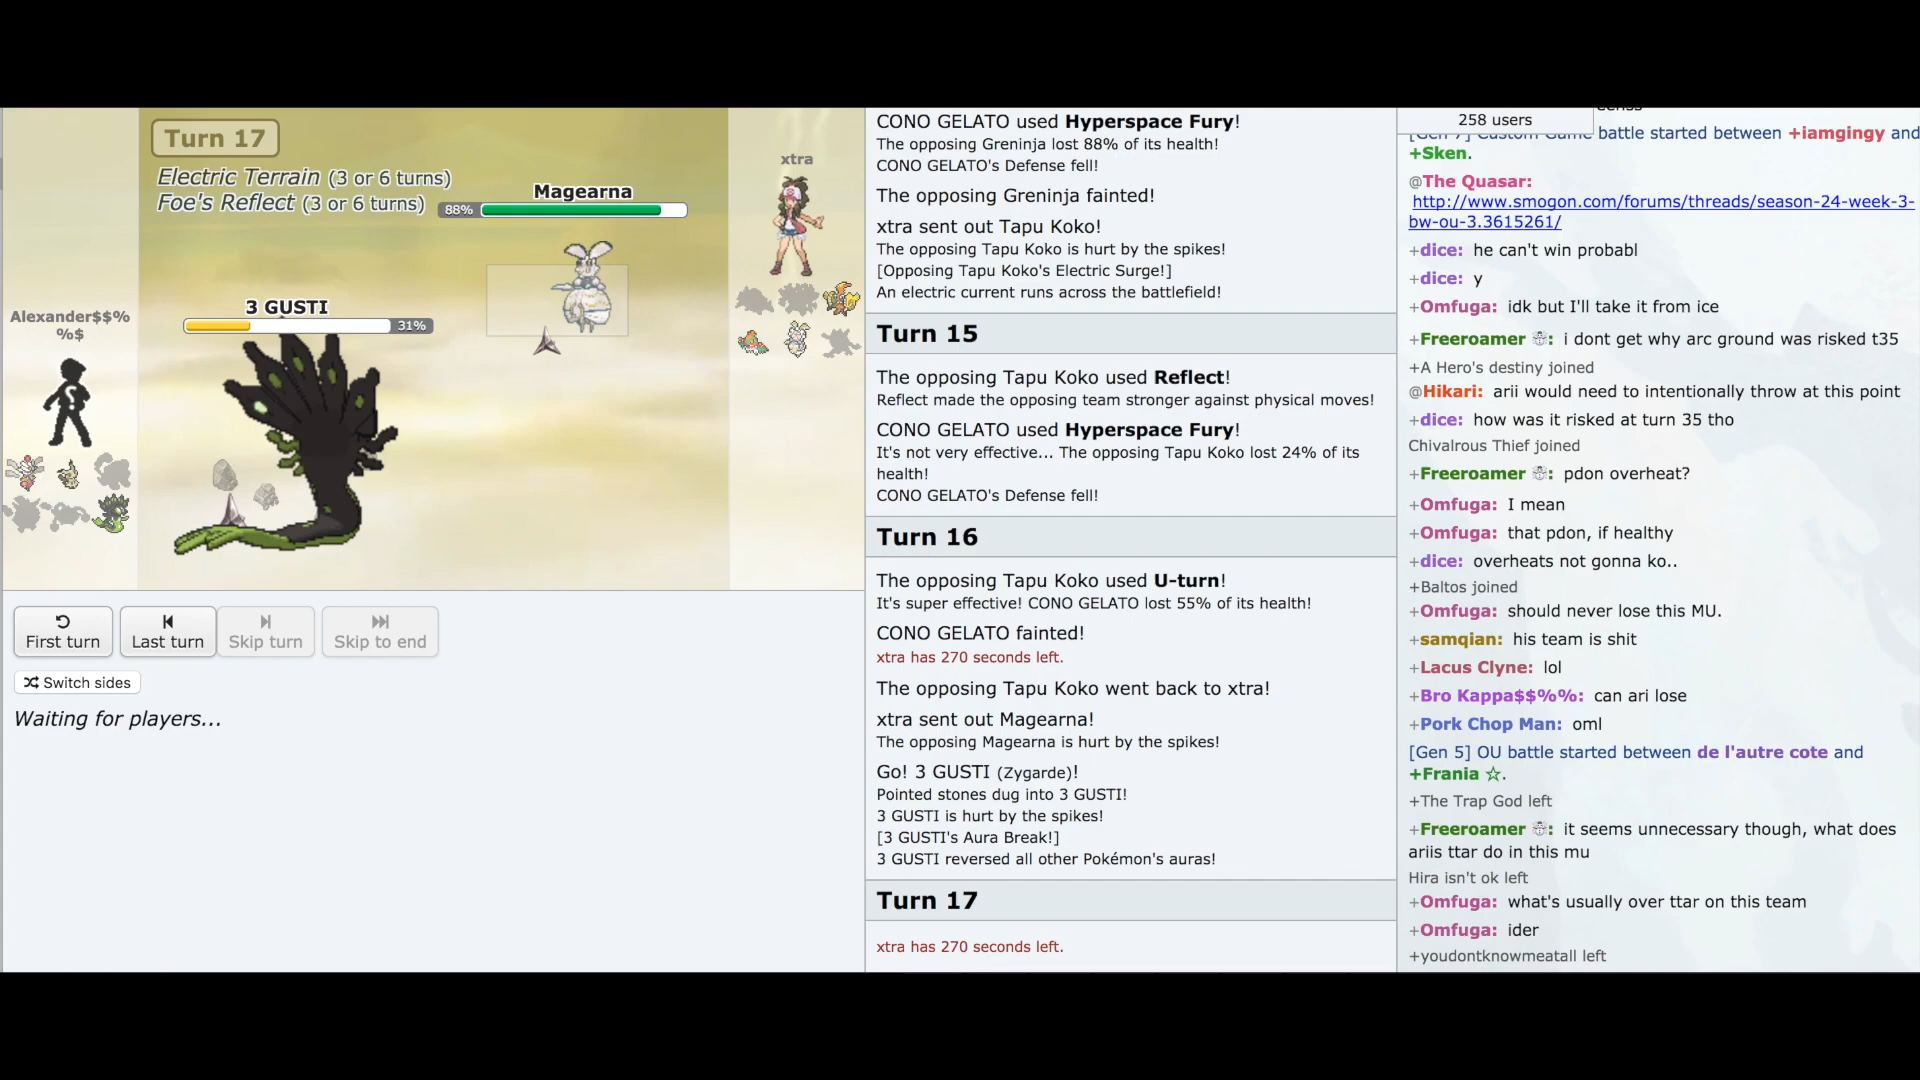 Turn 17
Electric Terrain (3 or 6 turns)
Foe's Reflect (3 or 6 turns)
Magearna
88%
xtra
3 GUSTI
31%
Alexander$$%
%$
First turn
Last turn
Skip turn
Skip to end
Switch sides
Waiting for players...
CONO GELATO used Hyperspace Fury!
The opposing Greninja lost 88% of its health!
CONO GELATO's Defense fell!
The opposing Greninja fainted!
xtra sent out Tapu Koko!
The opposing Tapu Koko is hurt by the spikes!
[Opposing Tapu Koko's Electric Surge!]
An electric current runs across the battlefield!
Turn 15
The opposing Tapu Koko used Reflect!
Reflect made the opposing team stronger against physical moves!
CONO GELATO used Hyperspace Fury!
It's not very effective... The opposing Tapu Koko lost 24% of its
health!
CONO GELATO's Defense fell!
Turn 16
The opposing Tapu Koko used U-turn!
It's super effective! CONO GELATO lost 55% of its health!
CONO GELATO fainted!
xtra has 270 seconds left.
The opposing Tapu Koko went back to xtra!
xtra sent out Magearna!
The opposing Magearna is hurt by the spikes!
Go! 3 GUSTI (Zygarde)!
Pointed stones dug into 3 GUSTI!
3 GUSTI is hurt by the spikes!
[3 GUSTI's Aura Break!]
3 GUSTI reversed all other Pokémon's auras!
Turn 17
xtra has 270 seconds left.
258 users
[Gen 7] Custom Game battle started between +iamgingy and
+Sken.
@The Quasar:
http://www.smogon.com/forums/threads/season-24-week-3-
bw-ou-3.3615261/
+dice: he can't win probabl
+dice: y
+Omfuga: idk but I'll take it from ice
+Freeroamer ☃: i dont get why arc ground was risked t35
+A Hero's destiny joined
@Hikari: arii would need to intentionally throw at this point
+dice: how was it risked at turn 35 tho
Chivalrous Thief joined
+Freeroamer ☃: pdon overheat?
+Omfuga: I mean
+Omfuga: that pdon, if healthy
+dice: overheats not gonna ko..
+Baltos joined
+Omfuga: should never lose this MU.
+samqian: his team is shit
+Lacus Clyne: lol
+Bro Kappa$$%%: can ari lose
+Pork Chop Man: oml
[Gen 5] OU battle started between de l'autre cote and
+Frania ☆.
+The Trap God left
+Freeroamer ☃: it seems unnecessary though, what does
ariis ttar do in this mu
Hira isn't ok left
+Omfuga: what's usually over ttar on this team
+Omfuga: ider
+youdontknowmeatall left